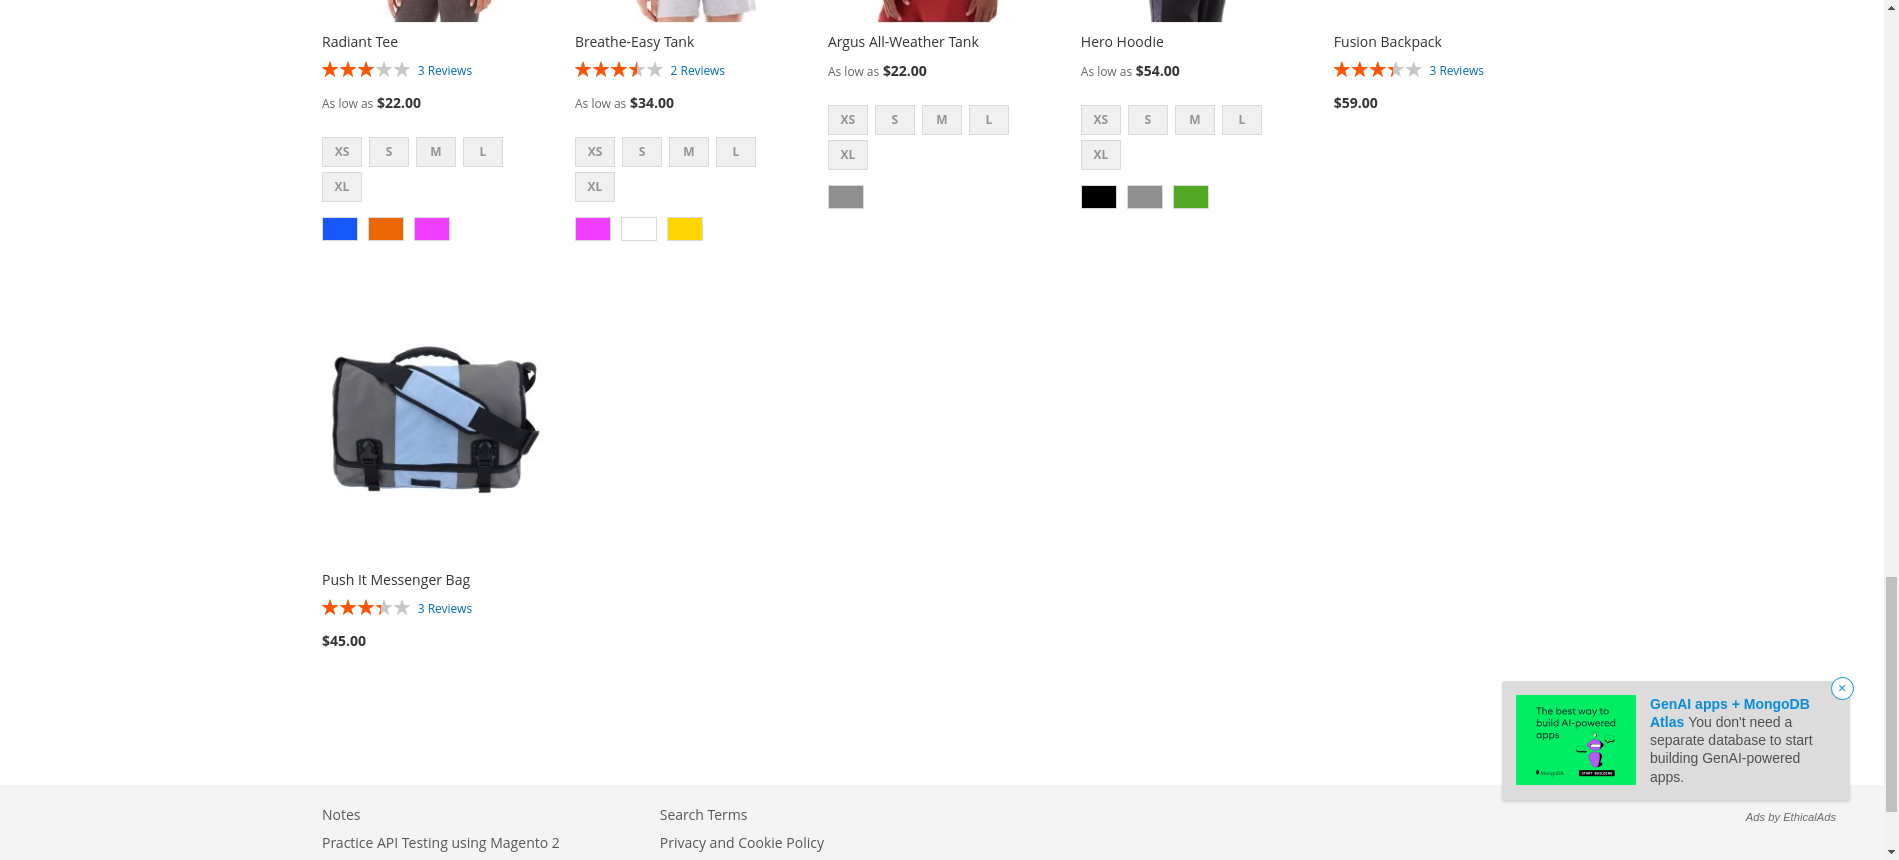 Radiant Tee
3 Reviews
As low as $22.00
XS S M L
XL
Breathe-Easy Tank
2 Reviews
As low as $34.00
XS S M L
XL
Argus All-Weather Tank
As low as $22.00
XS S M L
XL
Hero Hoodie
As low as $54.00
XS S M L
XL
Fusion Backpack
3 Reviews
$59.00
Push It Messenger Bag
3 Reviews
$45.00
×
The best way to
build AI-powered
apps
MongoDB
START BUILDING
GenAI apps + MongoDB
Atlas You don't need a
separate database to start
building GenAI-powered
apps.
Ads by EthicalAds
Notes
Practice API Testing using Magento 2
Search Terms
Privacy and Cookie Policy